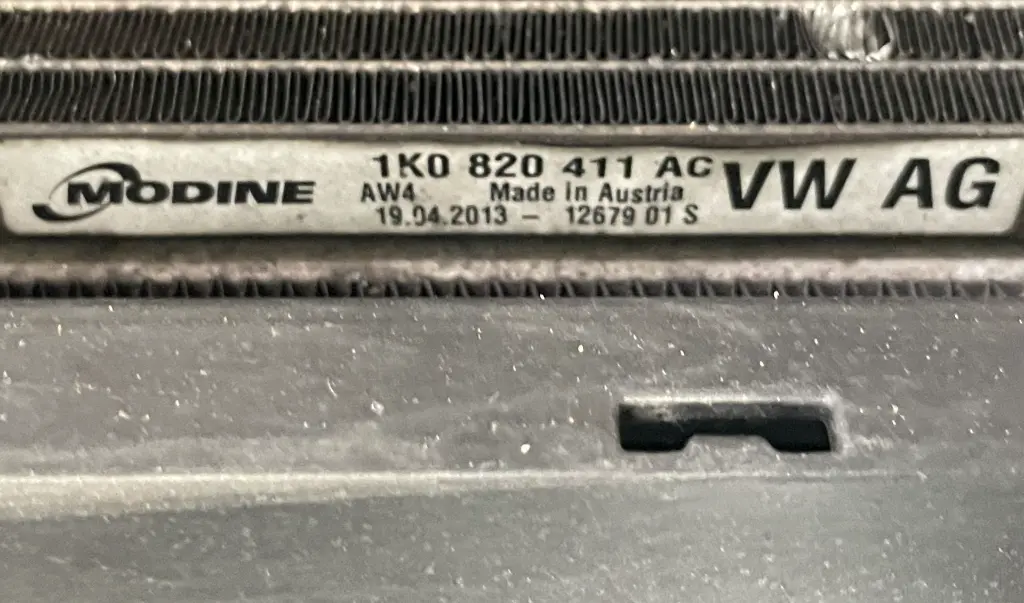 MODINE
1K0 820 411 AC
AW4 Made in Austria
19.04.2013 – 12679 01 S
VW AG